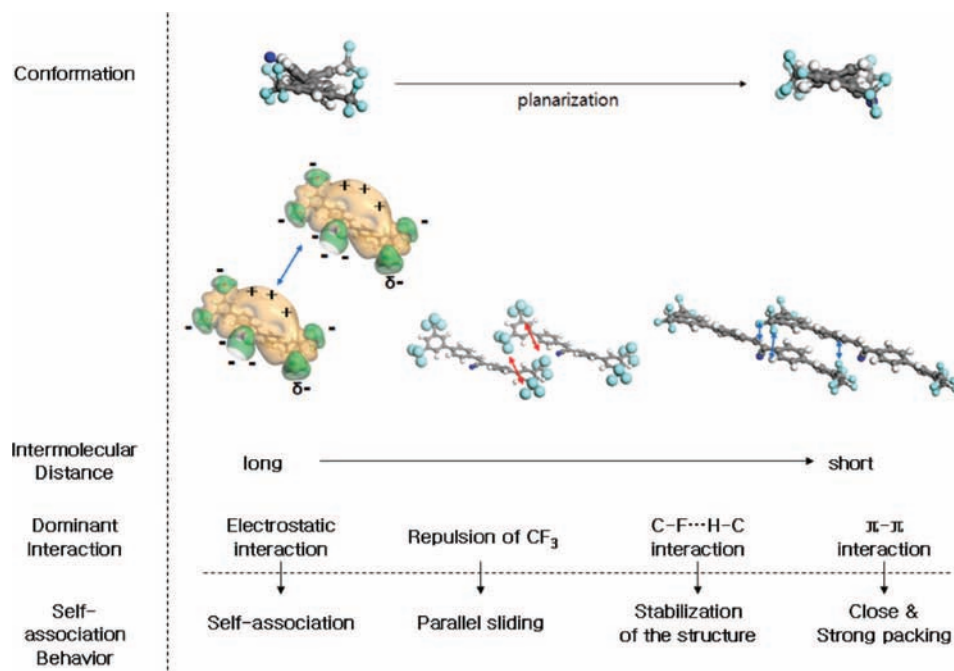 Conformation
planarization
- + + + - - - - - δ-
- + + + - - - - - δ-
Intermolecular
Distance
long
short
Dominant
Interaction
Electrostatic
interaction
Repulsion of CF₃
C-F···H-C
interaction
π-π
interaction
Self-
association
Behavior
Self-association
Parallel sliding
Stabilization
of the structure
Close &
Strong packing